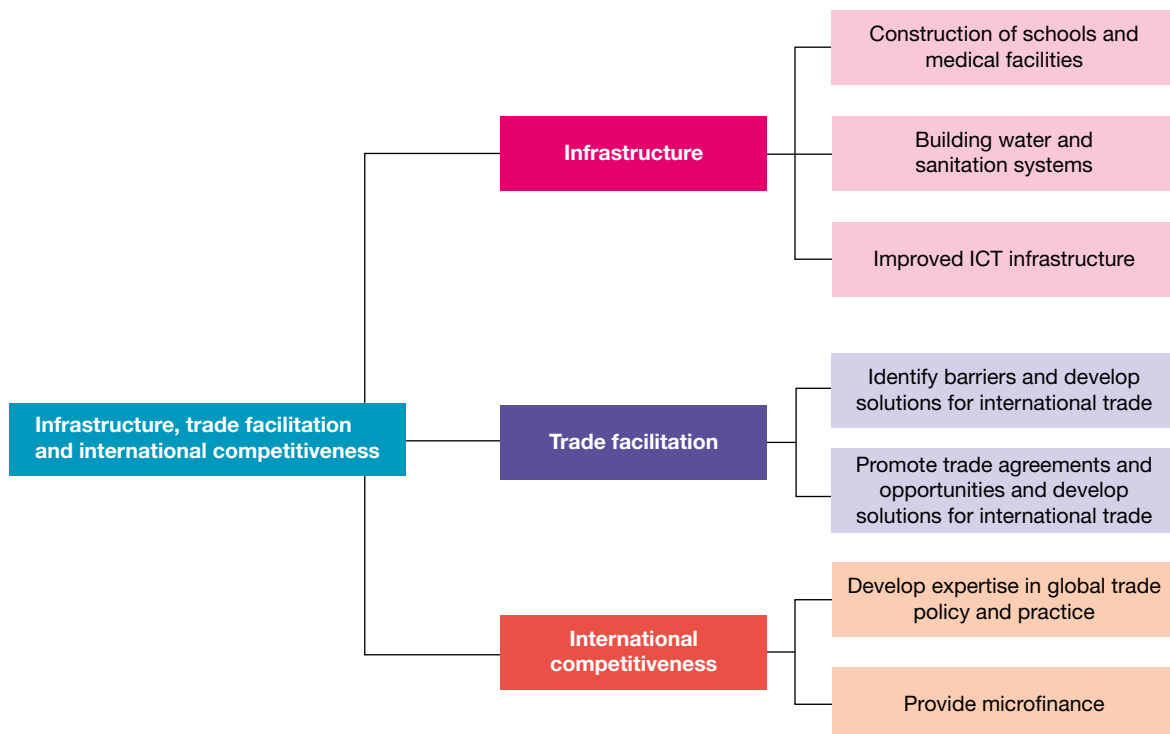 Infrastructure, trade facilitation
and international competitiveness
Infrastructure
Construction of schools and
medical facilities
Building water and
sanitation systems
Improved ICT infrastructure
Trade facilitation
Identify barriers and develop
solutions for international trade
Promote trade agreements and
opportunities and develop
solutions for international trade
International
competitiveness
Develop expertise in global trade
policy and practice
Provide microfinance